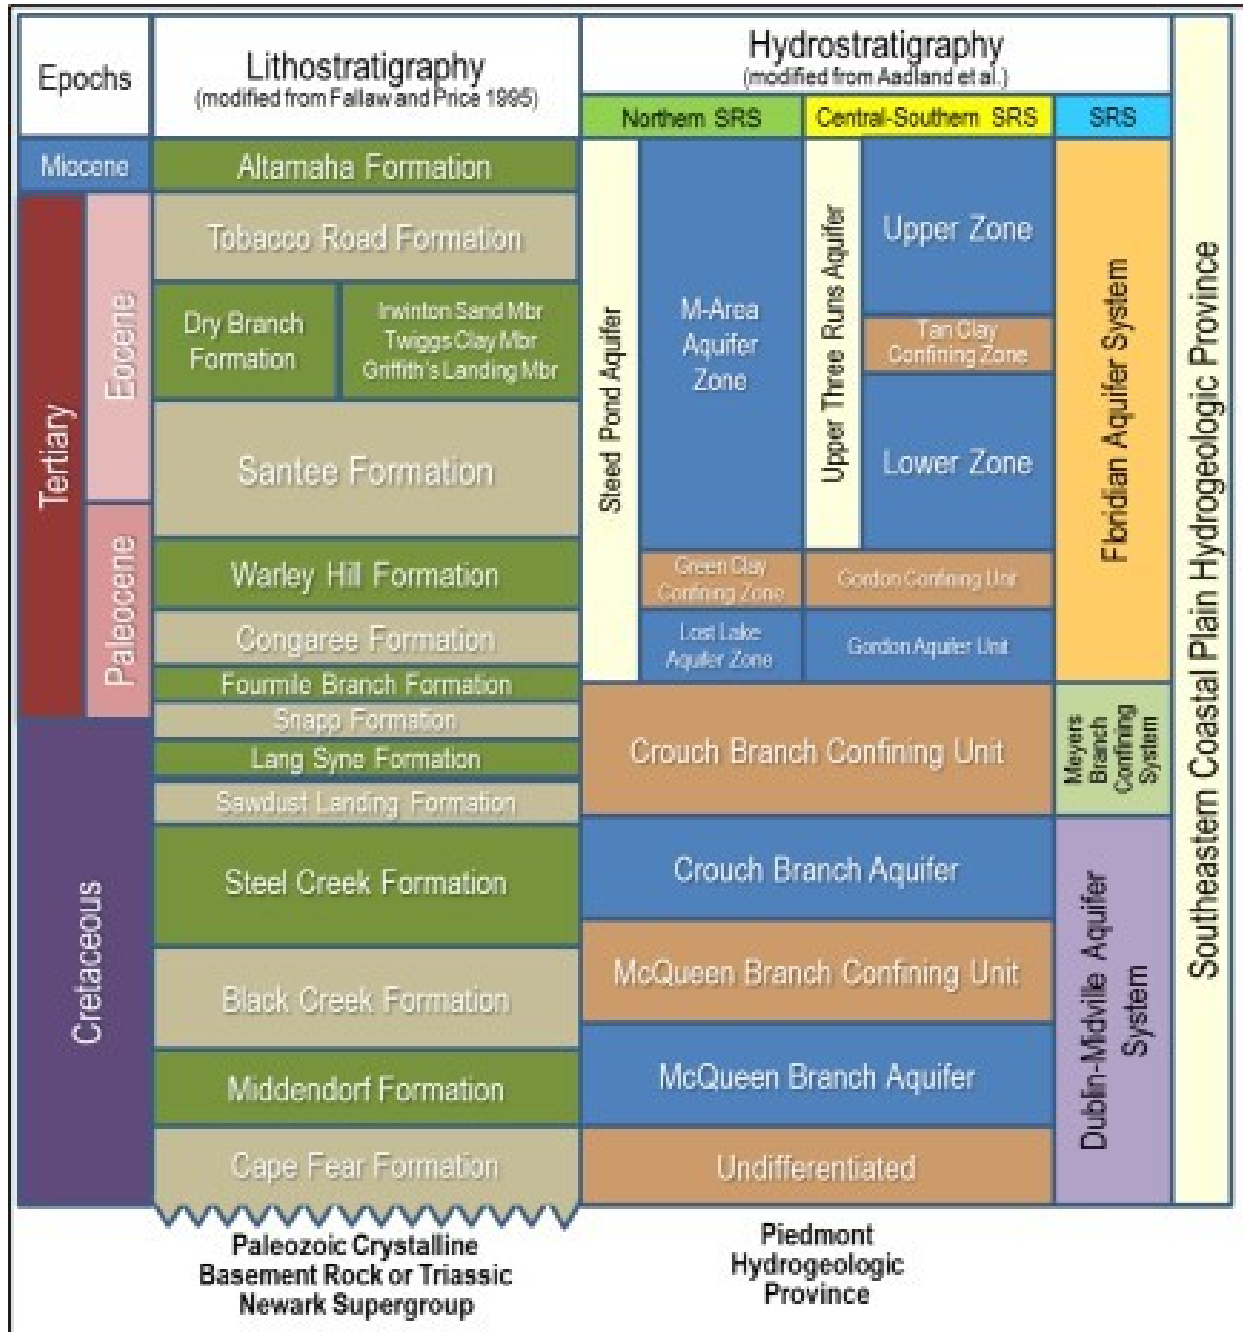 Epochs
Lithostratigraphy
(modified from Fallaw and Price 1995)
Hydrostratigraphy
(modified from Aadland et al.)
Northern SRS
Central-Southern SRS
SRS
Miocene
Tertiary
Eocene
Paleocene
Cretaceous
Altamaha Formation
Tobacco Road Formation
Dry Branch
Formation
Irwinton Sand Mbr
Twiggs Clay Mbr
Griffith's Landing Mbr
Santee Formation
Warley Hill Formation
Congaree Formation
Fourmile Branch Formation
Snapp Formation
Lang Syne Formation
Sawdust Landing Formation
Steel Creek Formation
Black Creek Formation
Middendorf Formation
Cape Fear Formation
Paleozoic Crystalline
Basement Rock or Triassic
Newark Supergroup
Steed Pond Aquifer
M-Area
Aquifer
Zone
Green Clay
Confining Zone
Lost Lake
Aquifer Zone
Upper Three Runs Aquifer
Upper Zone
Tan Clay
Confining Zone
Lower Zone
Gordon Confining Unit
Gordon Aquifer Unit
Crouch Branch Confining Unit
Crouch Branch Aquifer
McQueen Branch Confining Unit
McQueen Branch Aquifer
Undifferentiated
Piedmont
Hydrogeologic
Province
Floridian Aquifer System
Meyers
Branch
Confining
System
Dublin-Midville Aquifer
System
Southeastern Coastal Plain Hydrogeologic Province